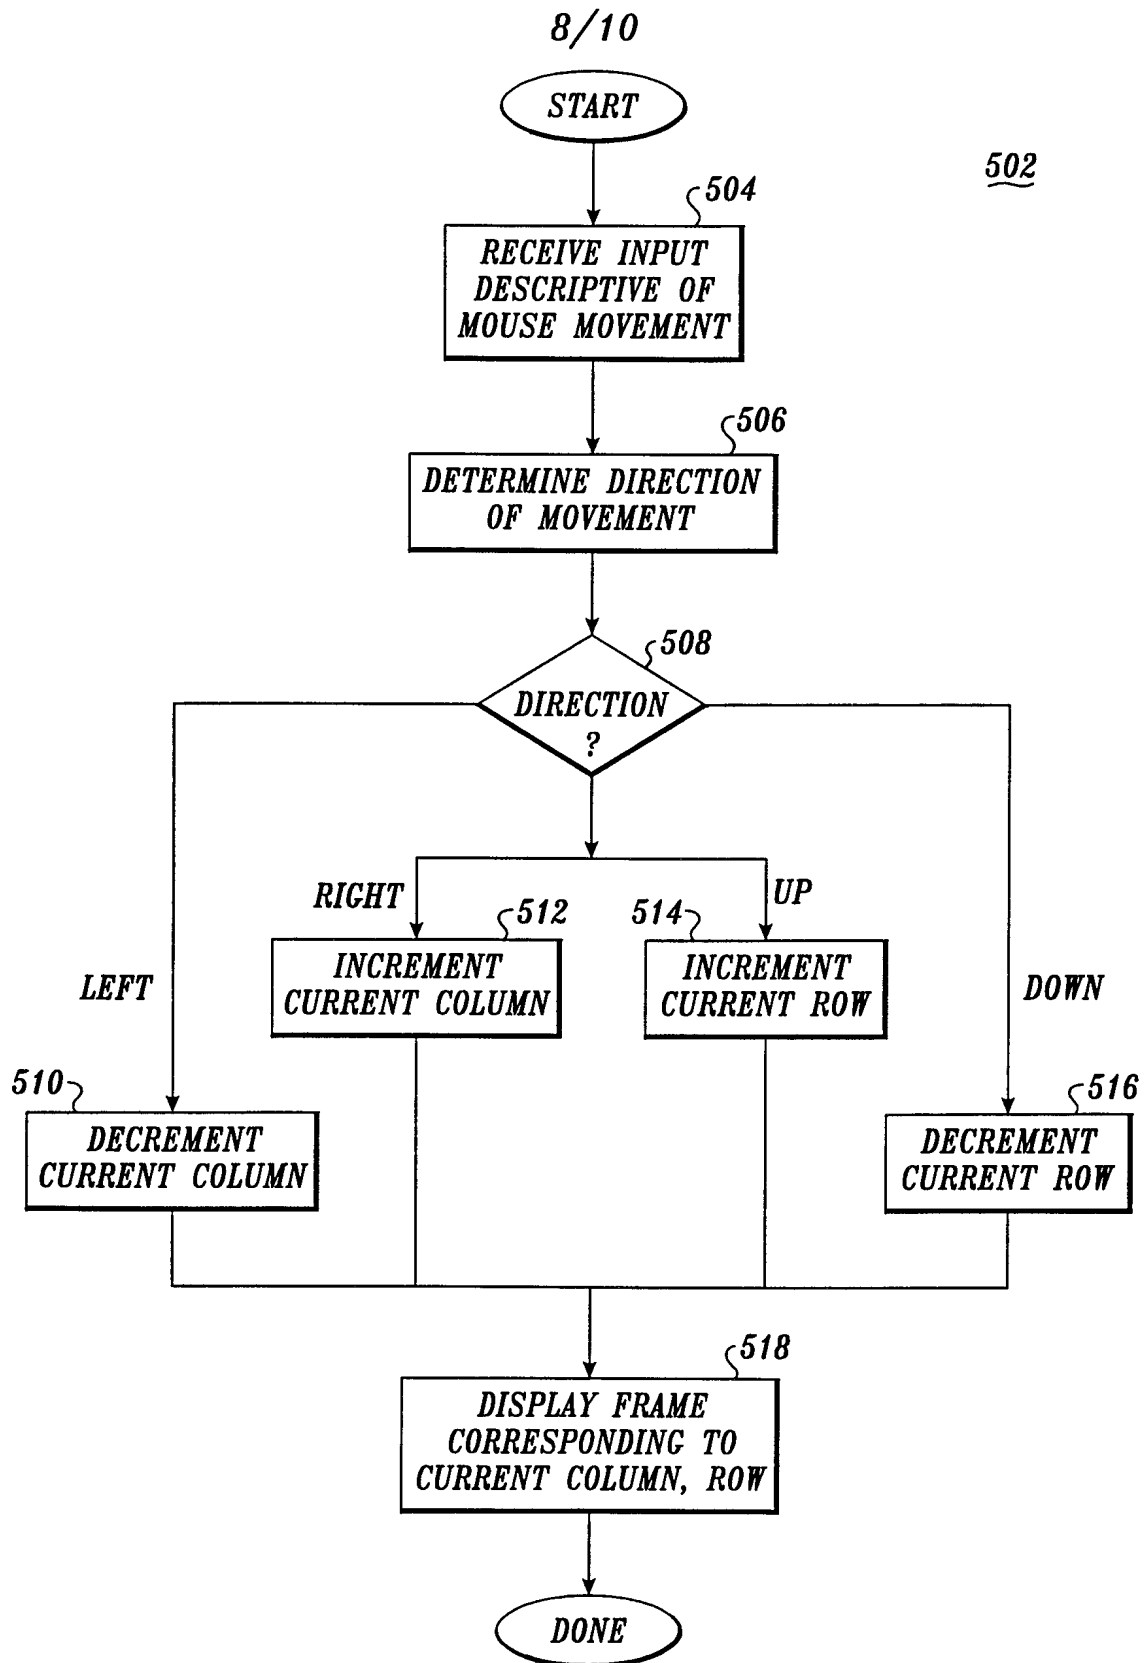 8/10
START
502
504
RECEIVE INPUT
DESCRIPTIVE OF
MOUSE MOVEMENT
506
DETERMINE DIRECTION
OF MOVEMENT
508
DIRECTION
?
RIGHT
UP
512
514
INCREMENT
CURRENT COLUMN
INCREMENT
CURRENT ROW
LEFT
DOWN
510
516
DECREMENT
CURRENT COLUMN
DECREMENT
CURRENT ROW
518
DISPLAY FRAME
CORRESPONDING TO
CURRENT COLUMN, ROW
DONE